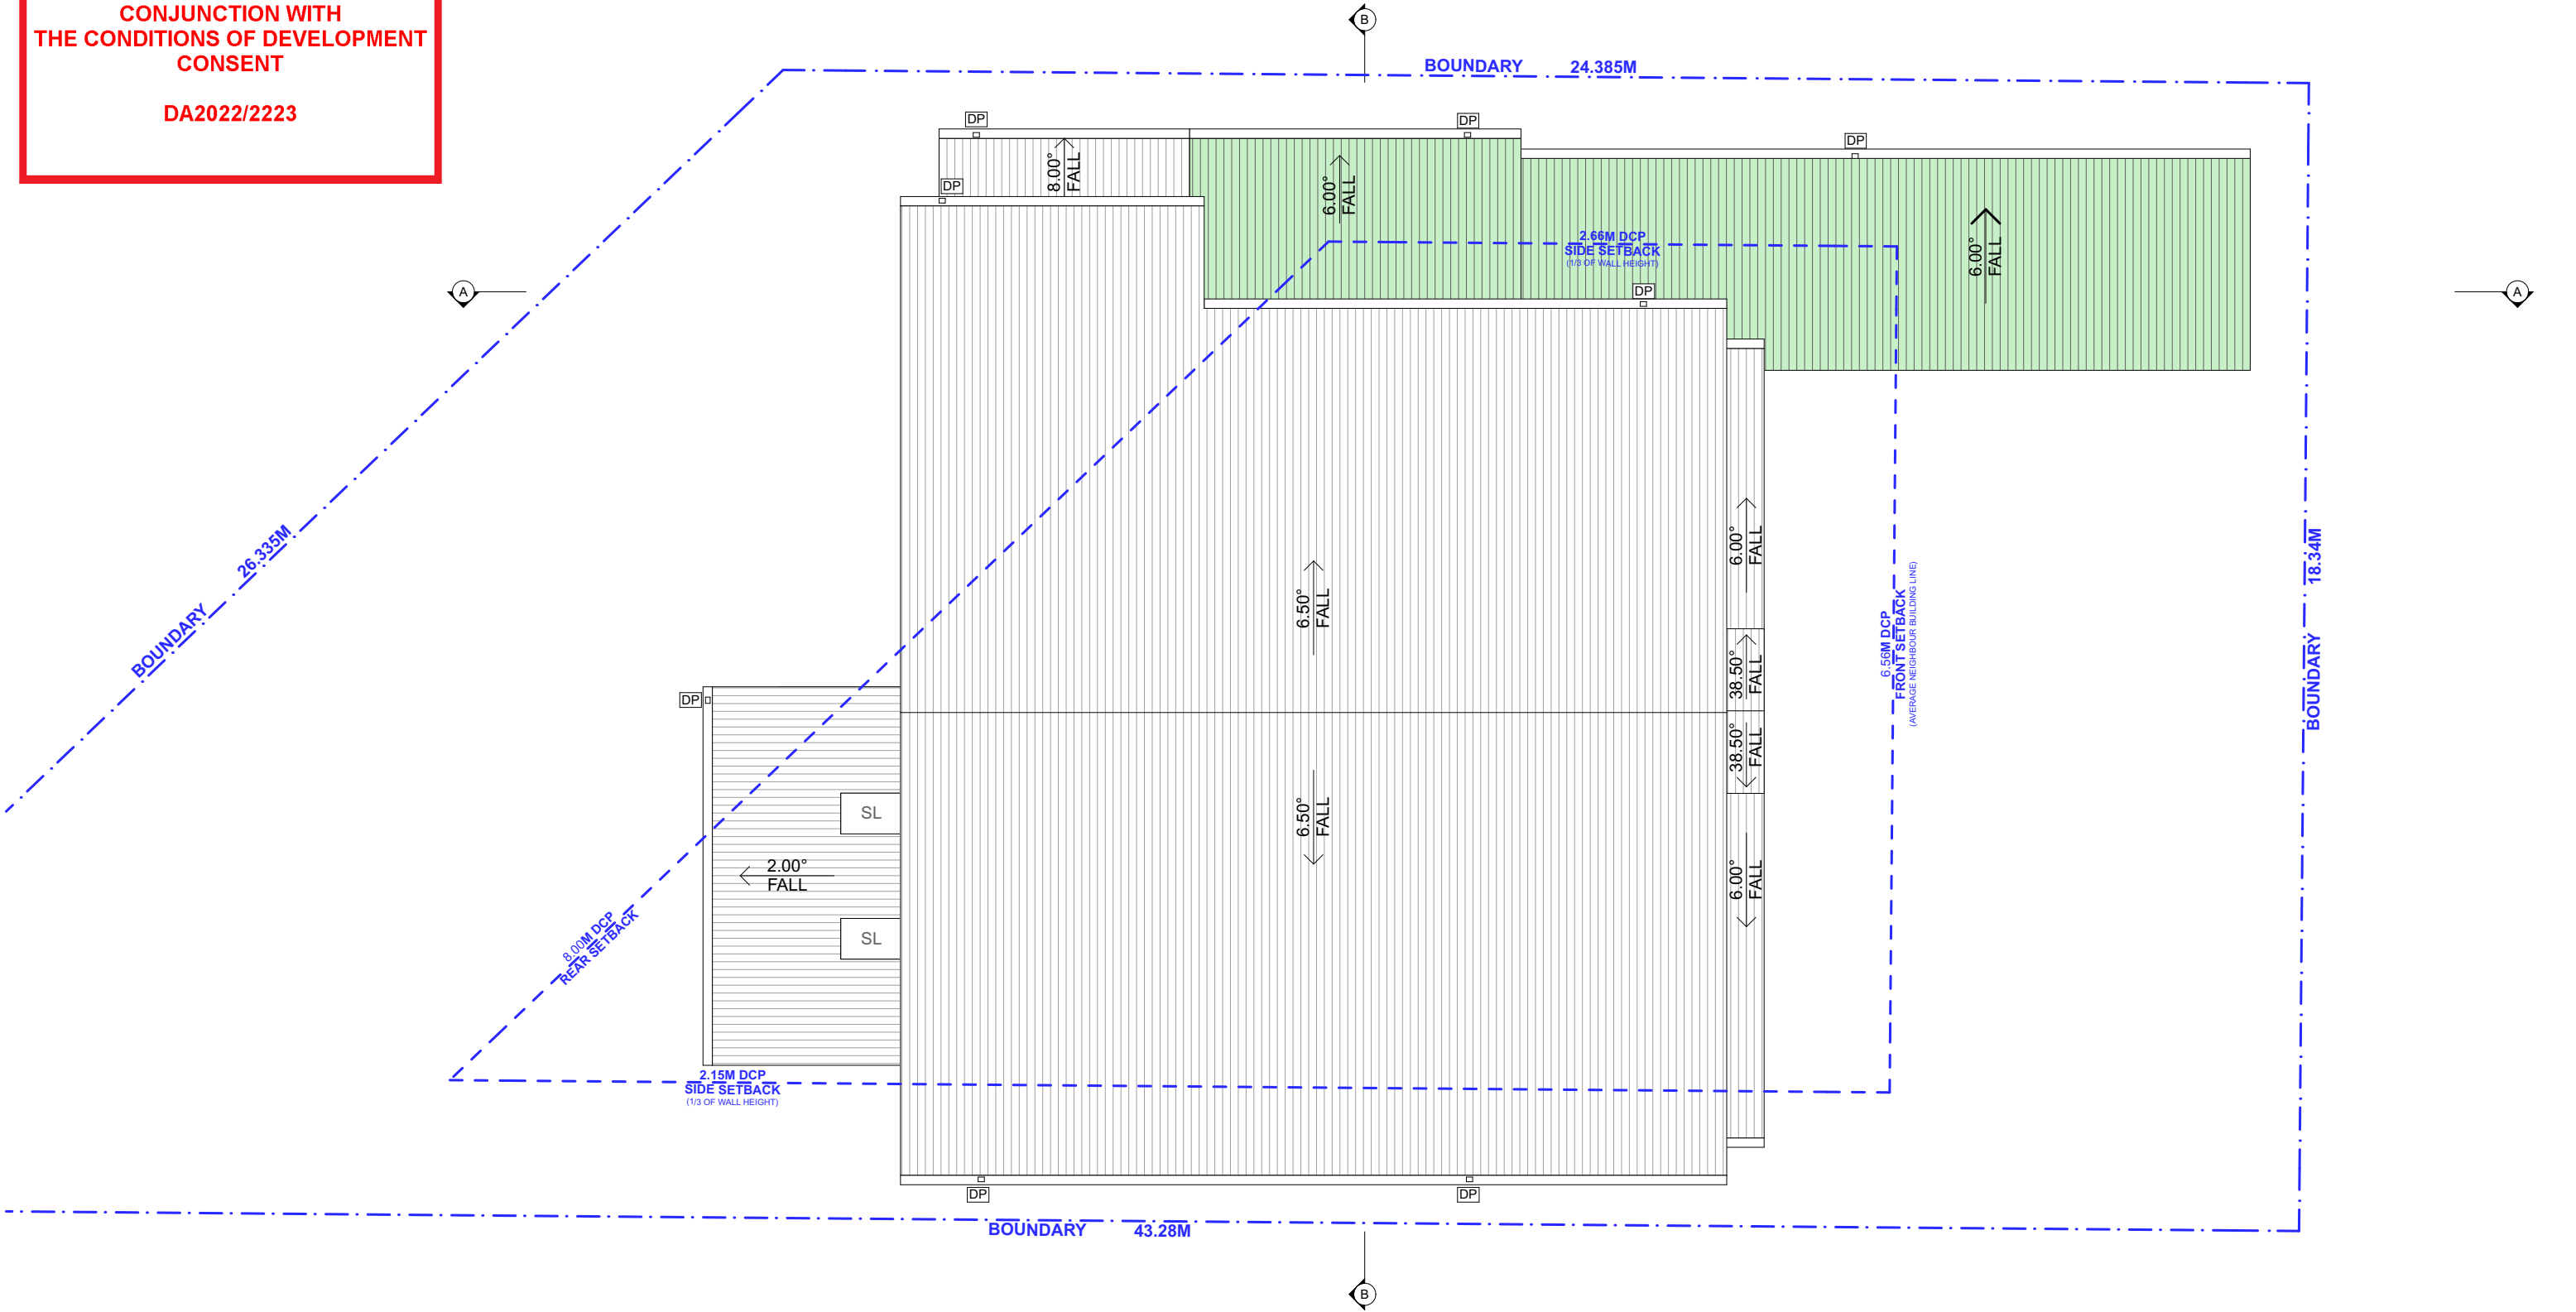 CONJUNCTION WITH
THE CONDITIONS OF DEVELOPMENT
CONSENT
DA2022/2223
B
BOUNDARY 24.385M
DP
DP
DP
DP
8.00°
FALL
6.00°
FALL
6.00°
FALL
2.66M DCP
SIDE SETBACK
(1/3 OF WALL HEIGHT)
A
A
DP
BOUNDARY 26.335M
6.50°
FALL
6.00°
FALL
38.50°
FALL
38.50°
FALL
6.00°
FALL
6.56M DCP
FRONT SETBACK
(AVERAGE NEIGHBOUR BUILDING LINE)
BOUNDARY 18.34M
DP
SL
6.50°
FALL
2.00°
FALL
SL
8.00M DCP
REAR SETBACK
2.15M DCP
SIDE SETBACK
(1/3 OF WALL HEIGHT)
DP
DP
BOUNDARY 43.28M
B